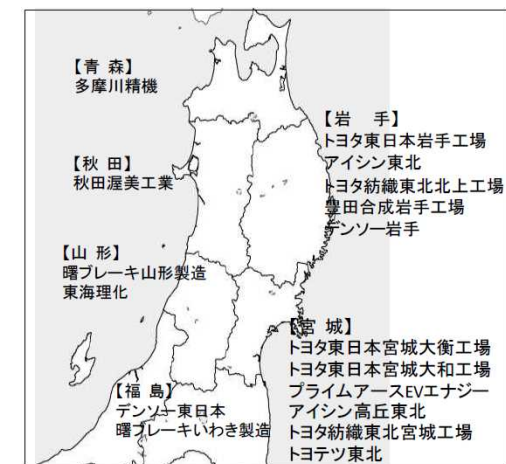 【青 森】
多摩川精機
【岩 手】
トヨタ東日本岩手工場
アイシン東北
トヨタ紡織東北北上工場
豊田合成岩手工場
デンソー岩手
【秋 田】
秋田渥美工業
【山 形】
曙ブレーキ山形製造
東海理化
【宮 城】
トヨタ東日本宮城大衡工場
トヨタ東日本宮城大和工場
プライムアースEVエナジー
アイシン高丘東北
トヨタ紡織東北宮城工場
トヨテツ東北
【福 島】
デンソー東日本
曙ブレーキいわき製造